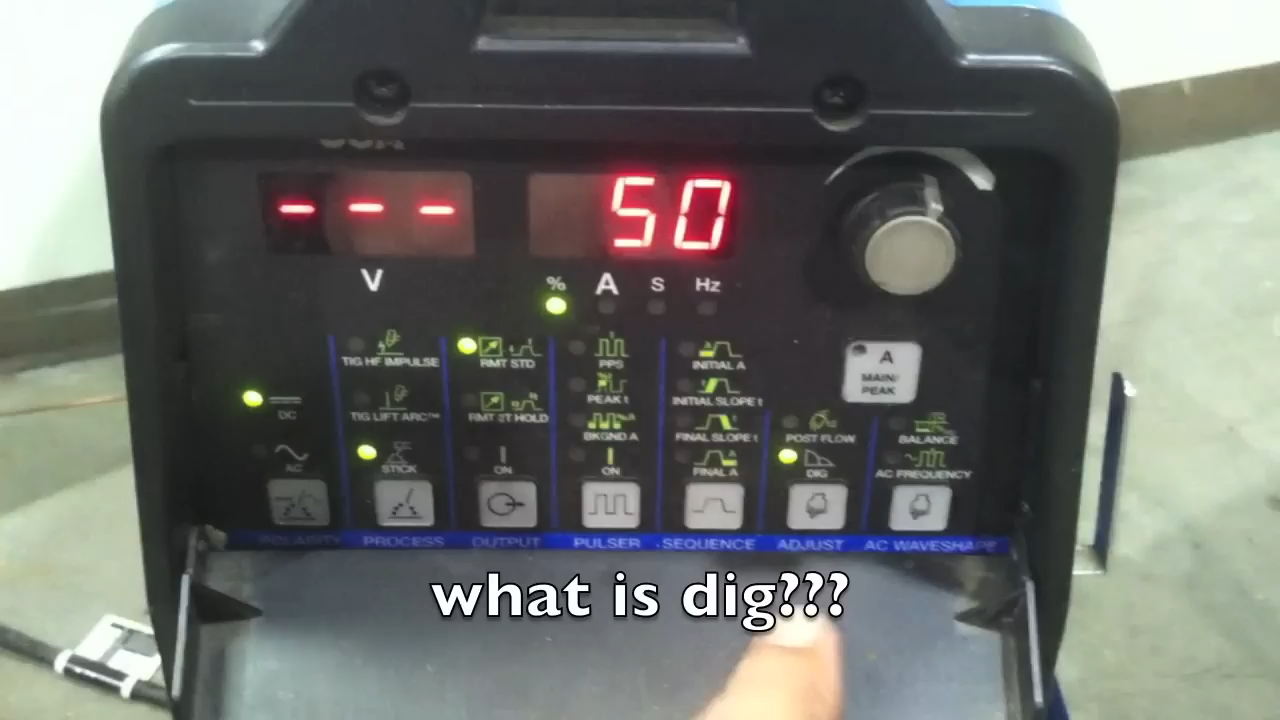 50
V
% A S Hz
TIG HF IMPULSE
RMT STD
PPS
INITIAL A
A
MAIN/
PEAK
DC
TIG LIFT ARC™
RMT 2T HOLD
PEAK t
INITIAL SLOPE t
BKGND A
FINAL SLOPE t
POST FLOW
BALANCE
AC
STICK
ON
ON
FINAL A
DIG
AC FREQUENCY
POLARITY PROCESS OUTPUT PULSER SEQUENCE ADJUST AC WAVESHAPE
what is dig???